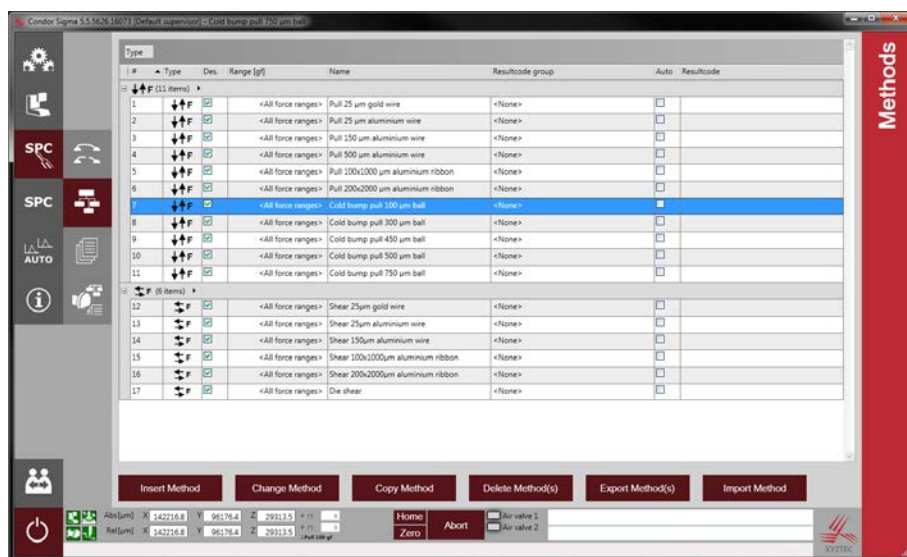 Condor Sigma 5.5.5626.16073 [Default supervisor] - Cold bump pull 750 µm ball
Methods
Type
# Type Des. Range [gf] Name Resultcode group Auto Resultcode
F (11 items)
1 F <All force ranges> Pull 25 µm gold wire <None>
2 F <All force ranges> Pull 25 µm aluminium wire <None>
3 F <All force ranges> Pull 150 µm aluminium wire <None>
4 F <All force ranges> Pull 500 µm aluminium wire <None>
5 F <All force ranges> Pull 100x1000 µm aluminium ribbon <None>
6 F <All force ranges> Pull 200x2000 µm aluminium ribbon <None>
7 F <All force ranges> Cold bump pull 100 µm ball <None>
8 F <All force ranges> Cold bump pull 300 µm ball <None>
9 F <All force ranges> Cold bump pull 450 µm ball <None>
10 F <All force ranges> Cold bump pull 500 µm ball <None>
11 F <All force ranges> Cold bump pull 750 µm ball <None>
F (6 items)
12 F <All force ranges> Shear 25µm gold wire <None>
13 F <All force ranges> Shear 25µm aluminium wire <None>
14 F <All force ranges> Shear 150µm aluminium wire <None>
15 F <All force ranges> Shear 100x1000µm aluminium ribbon <None>
16 F <All force ranges> Shear 200x2000µm aluminium ribbon <None>
17 F <All force ranges> Die shear <None>
SPC
SPC
AUTO
Insert Method Change Method Copy Method Delete Method(s) Export Method(s) Import Method
Abs[µm] X 142216.8 Y 96176.4 Z 29313.5
Rel[µm] X 142216.8 Y 96176.4 Z 29313.5
Pull 100 gf
Home
Zero
Abort
Air valve 1
Air valve 2
XYZTEC